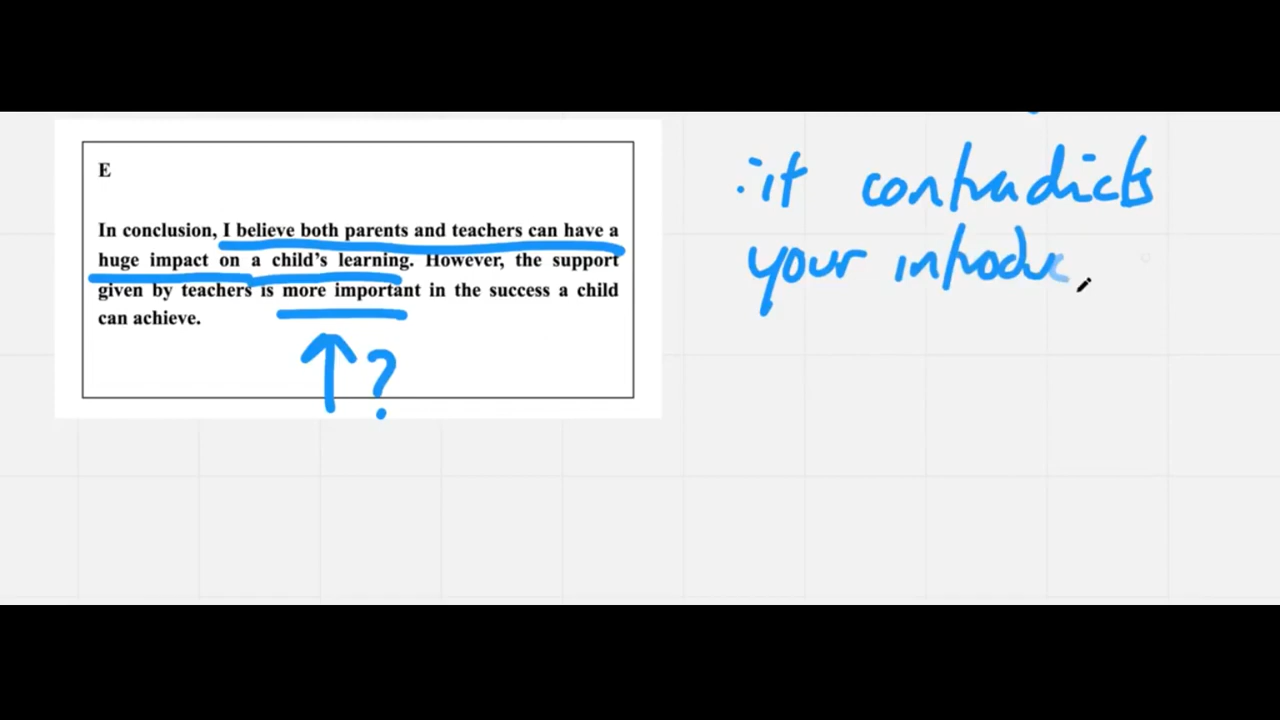 E
In conclusion, I believe both parents and teachers can have a
huge impact on a child's learning. However, the support
given by teachers is more important in the success a child
can achieve.
?
: it contradicts
your introduc